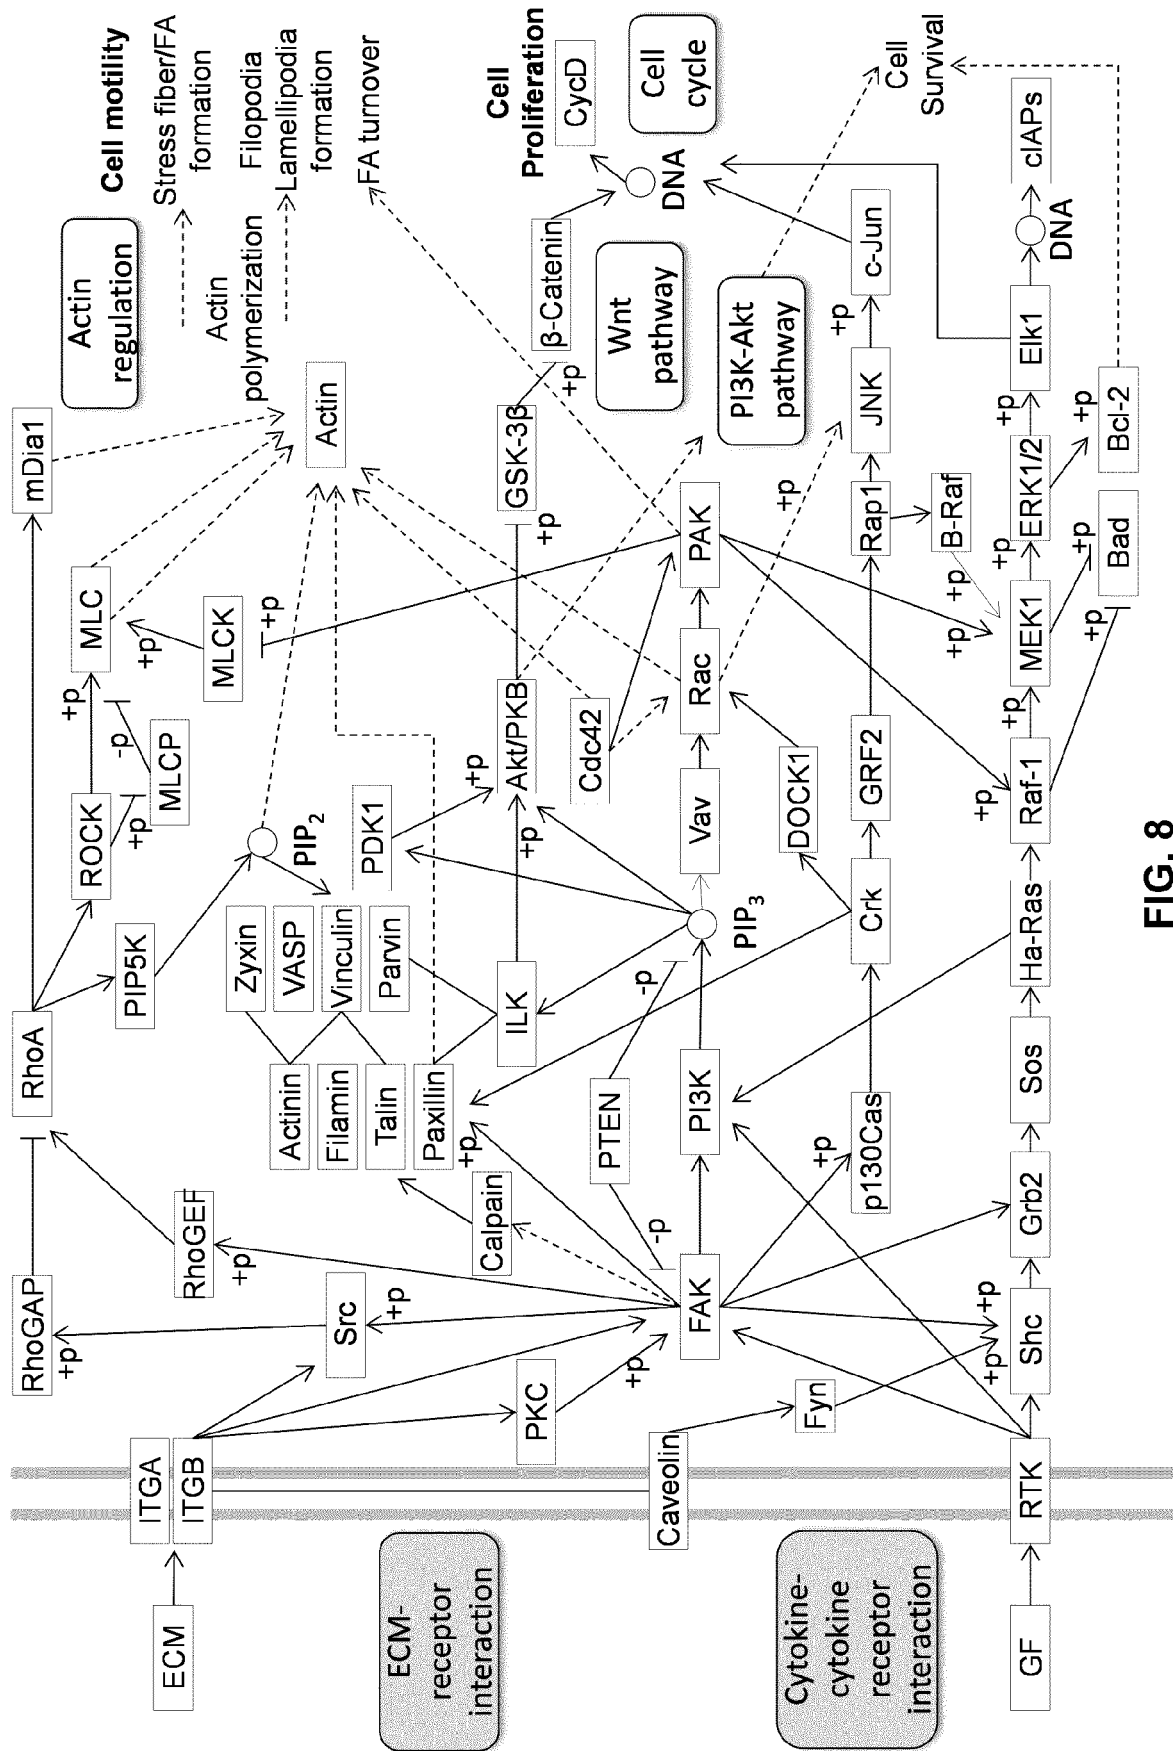 ECM
ITGA
ITGB
RhoGAP
+p
RhoGEF
+p
RhoA
PIP5K
ROCK
+p
MLCP
-p
+p
MLC
+p
MLCK
+p
mDia1
Actin
regulation
Cell motility
Stress fiber/FA
formation
Actin
polymerization
Filopodia
Lamellipodia
formation
FA turnover
Src
+p
Calpain
Actinin
Filamin
Talin
Paxillin
+p
Zyxin
VASP
Vinculin
Parvin
PIP2
PDK1
+p
Actin
ECM-
receptor
interaction
PKC
+p
ILK
+p
Akt/PKB
+p
GSK-3β
+p
β-Catenin
DNA
Cell
Proliferation
CycD
Cell
cycle
Wnt
pathway
Caveolin
Fyn
+p
PTEN
-p
-p
FAK
PI3K
PIP3
Vav
Cdc42
Rac
PAK
+p
PI3K-Akt
pathway
Cell
Survival
Cytokine-
cytokine
receptor
interaction
+p
p130Cas
Crk
DOCK1
GRF2
Rap1
JNK
+p
c-Jun
B-Raf
+p
GF
RTK
Shc
+p
Grb2
Sos
Ha-Ras
Raf-1
+p
+p
MEK1
+p
+p
ERK1/2
+p
Elk1
DNA
cIAPs
+p
+p
Bad
+p
Bcl-2
FIG. 8